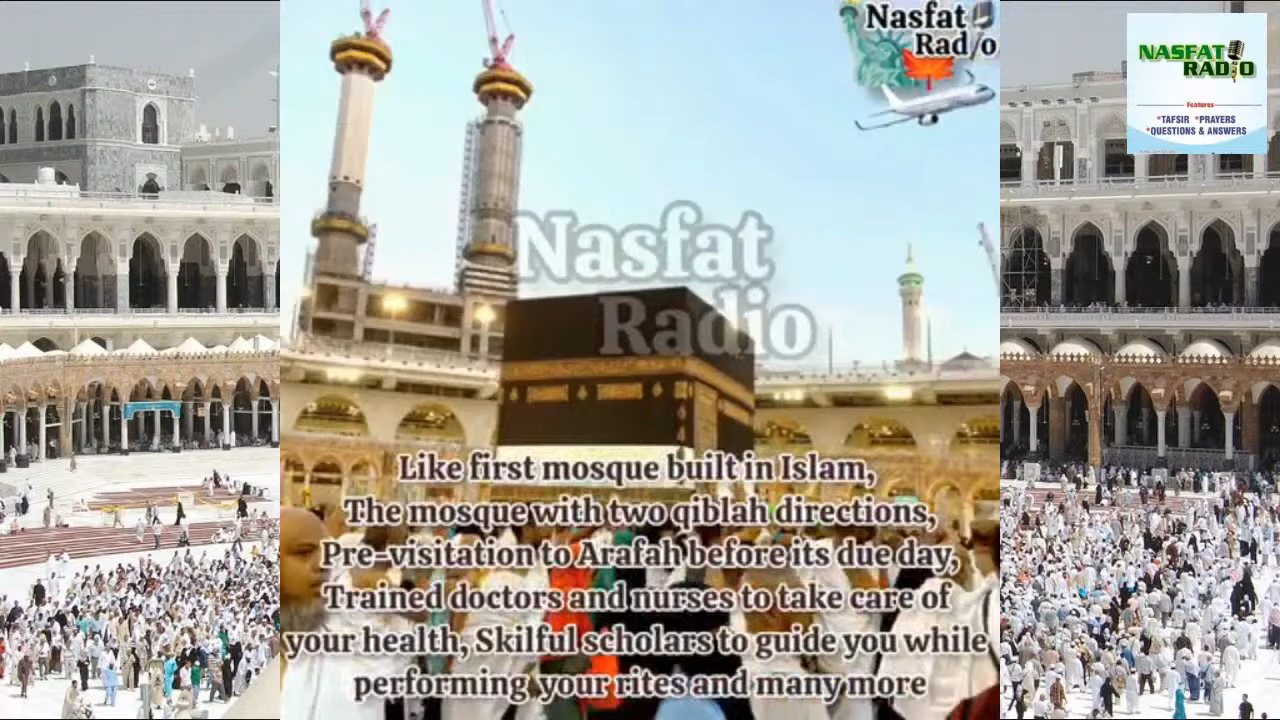 Nasfat
Rad/o
NASFAT
RADIO
Features
*TAFSIR *PRAYERS
*QUESTIONS & ANSWERS
Nasfat
Radio
Like first mosque built in Islam,
The mosque with two qiblah directions,
Pre-visitation to Arafah before its due day,
Trained doctors and nurses to take care of
your health, Skilful scholars to guide you while
performing your rites and many more